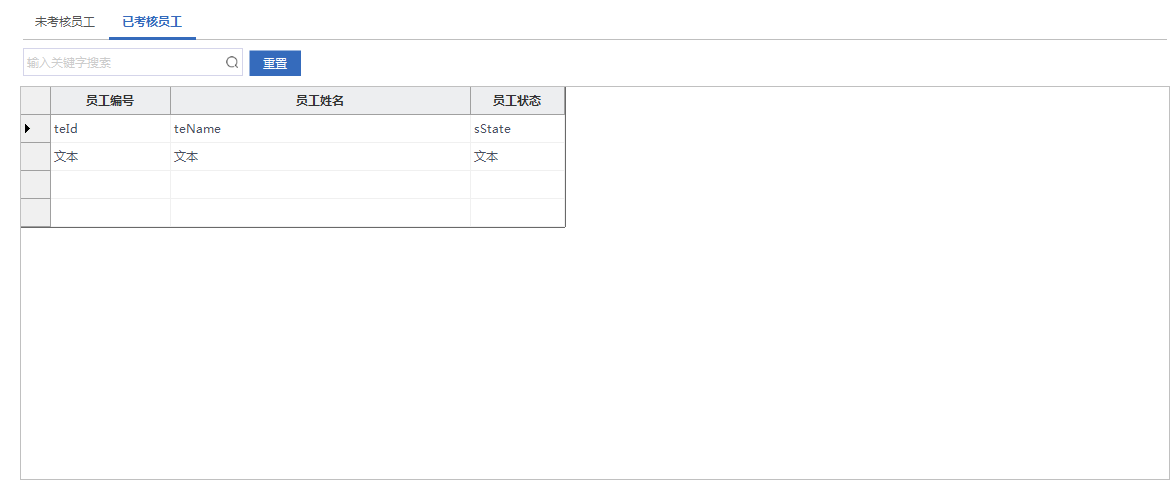 未考核员工 已考核员工
输入关键字搜索 重置
员工编号 员工姓名 员工状态
teId teName sState
文本 文本 文本